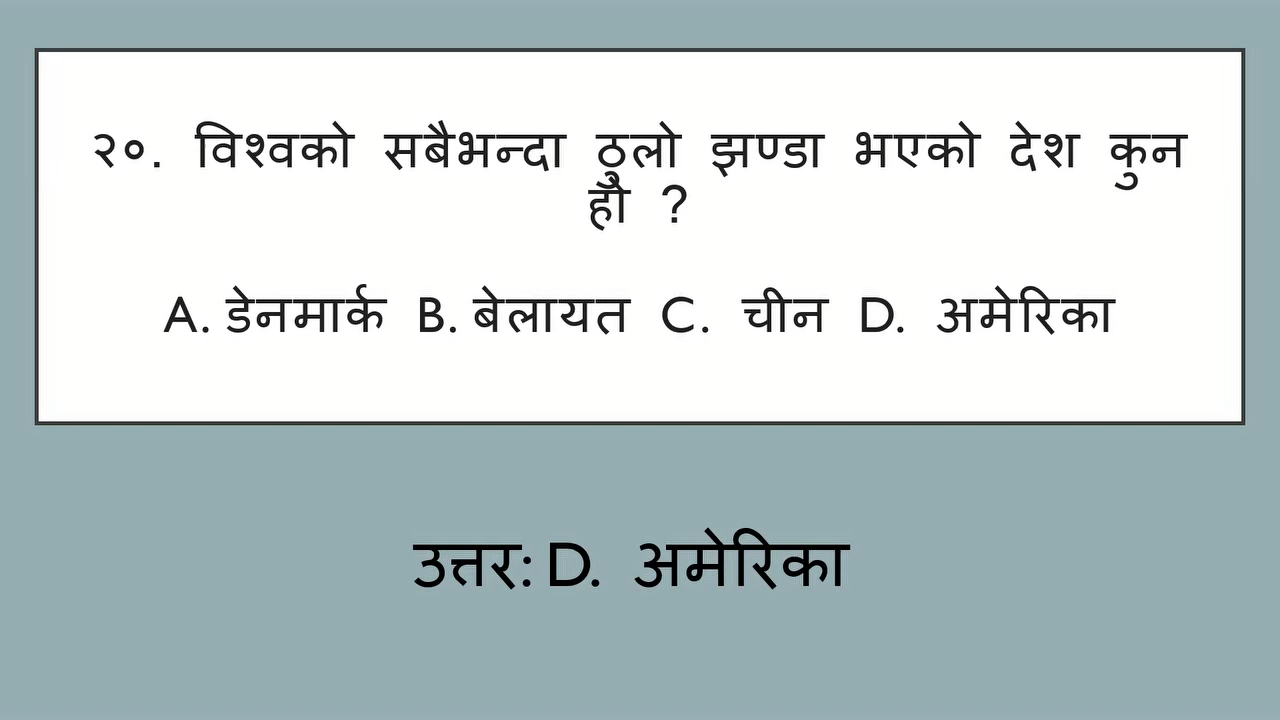 २०. विश्वको सबैभन्दा ठुलो झण्डा भएको देश कुन
हो ?
A. डेनमार्क B. बेलायत C. चीन D. अमेरिका
उत्तर: D. अमेरिका